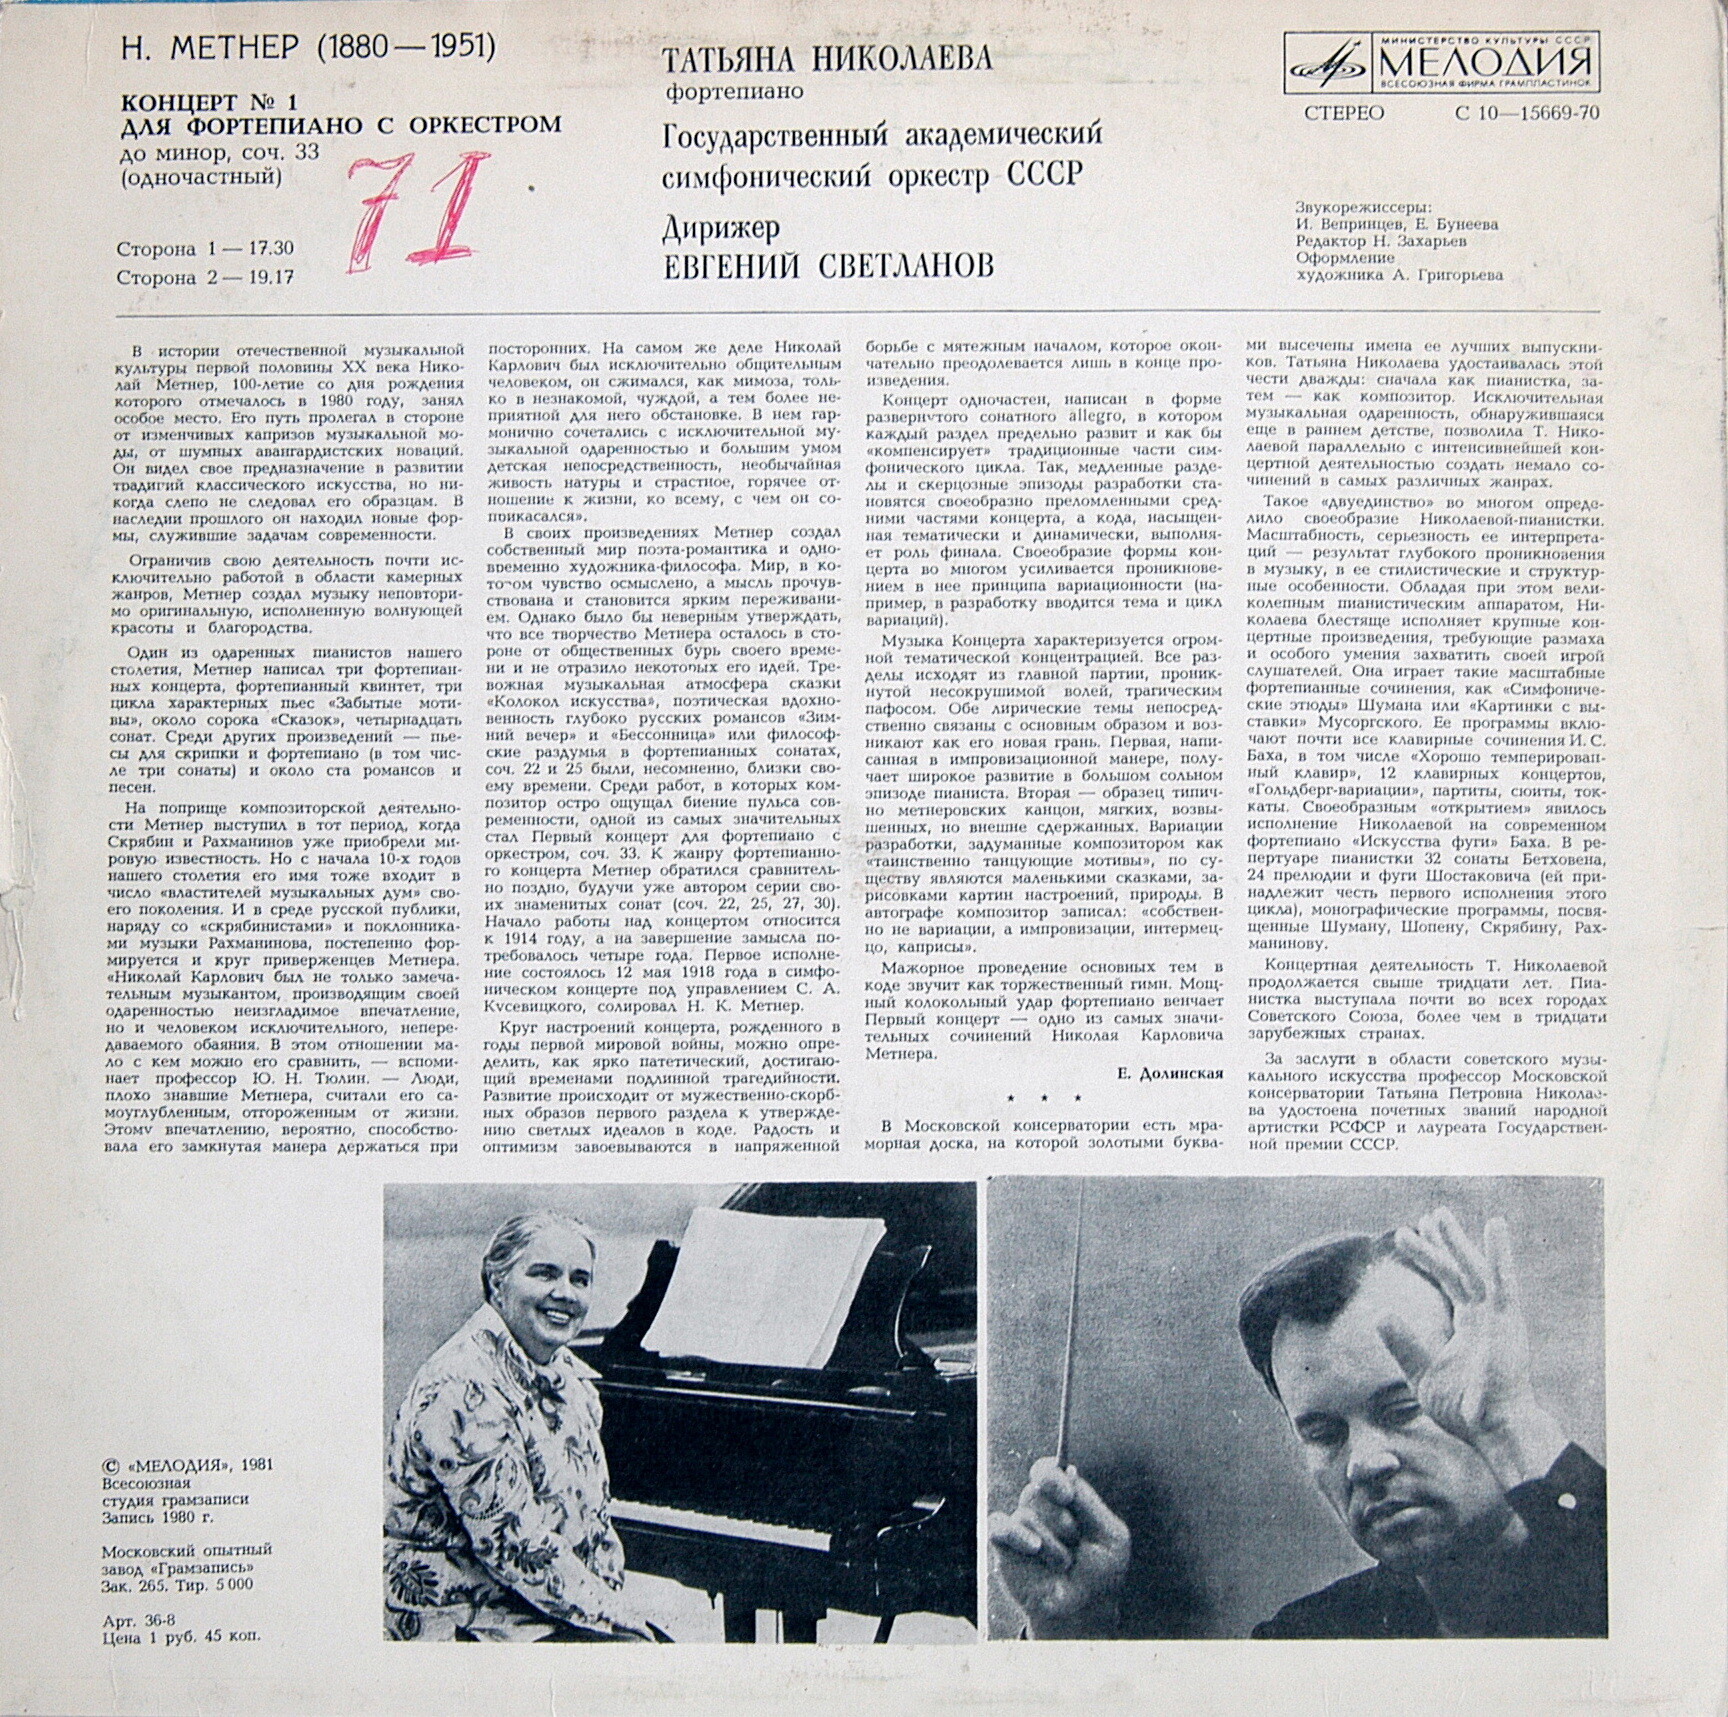 Н. МЕТНЕР (1880—1951)
КОНЦЕРТ № 1
ДЛЯ ФОРТЕПИАНО С ОРКЕСТРОМ
до минор, соч. 33
(одночастный)
71
Сторона 1 — 17.30
Сторона 2 — 19.17
ТАТЬЯНА НИКОЛАЕВА
фортепиано
Государственный академический
симфонический оркестр СССР
Дирижер
ЕВГЕНИЙ СВЕТЛАНОВ
МИНИСТЕРСТВО КУЛЬТУРЫ СССР
МЕЛОДИЯ
ВСЕСОЮЗНАЯ ФИРМА ГРАМПЛАСТИНОК
СТЕРЕО С 10—15669-70
Звукорежиссеры:
И. Вепринцев, Е. Бунеева
Редактор Н. Захарьев
Оформление
художника А. Григорьева
В истории отечественной музыкальной
культуры первой половины XX века Нико-
лай Метнер, 100-летие со дня рождения
которого отмечалось в 1980 году, занял
особое место. Его путь пролегал в стороне
от изменчивых капризов музыкальной мо-
ды, от шумных авангардистских новаций.
Он видел свое предназначение в развитии
традиций классического искусства, но ни-
когда слепо не следовал его образцам. В
наследии прошлого он находил новые фор-
мы, служившие задачам современности.
Ограничив свою деятельность почти ис-
ключительно работой в области камерных
жанров, Метнер создал музыку неповтори-
мо оригинальную, исполненную волнующей
красоты и благородства.
Один из одаренных пианистов нашего
столетия, Метнер написал три фортепиан-
ных концерта, фортепианный квинтет, три
цикла характерных пьес «Забытые моти-
вы», около сорока «Сказок», четырнадцать
сонат. Среди других произведений — пье-
сы для скрипки и фортепиано (в том чис-
ле три сонаты) и около ста романсов и
песен.
На поприще композиторской деятельно-
сти Метнер выступил в тот период, когда
Скрябин и Рахманинов уже приобрели ми-
ровую известность. Но с начала 10-х годов
нашего столетия его имя тоже входит в
число «властителей музыкальных дум» сво-
его поколения. И в среде русской публики,
наряду со «скрябинистами» и поклонника-
ми музыки Рахманинова, постепенно фор-
мируется и круг приверженцев Метнера.
«Николай Карлович был не только замеча-
тельным музыкантом, производящим своей
одаренностью неизгладимое впечатление,
но и человеком исключительного, непере-
даваемого обаяния. В этом отношении ма-
ло с кем можно его сравнить, — вспоми-
нает профессор Ю. Н. Тюлин. — Люди,
плохо знавшие Метнера, считали его са-
моуглубленным, отгороженным от жизни.
Этому впечатлению, вероятно, способство-
вала его замкнутая манера держаться при
посторонних. На самом же деле Николай
Карлович был исключительно общительным
человеком, он сжимался, как мимоза, толь-
ко в незнакомой, чуждой, а тем более не-
приятной для него обстановке. В нем гар-
монично сочетались с исключительной му-
зыкальной одаренностью и большим умом
детская непосредственность, необычайная
живость натуры и страстное, горячее от-
ношение к жизни, ко всему, с чем он со-
прикасался».
В своих произведениях Метнер создал
собственный мир поэта-романтика и одно-
временно художника-философа. Мир, в ко-
тором чувство осмыслено, а мысль прочув-
ствована и становится ярким переживани-
ем. Однако было бы неверным утверждать,
что все творчество Метнера осталось в сто-
роне от общественных бурь своего време-
ни и не отразило некоторых его идей. Тре-
вожная музыкальная атмосфера сказки
«Колокол искусства», поэтическая вдохно-
венность глубоко русских романсов «Зим-
ний вечер» и «Бессонница» или философ-
ские раздумья в фортепианных сонатах,
соч. 22 и 25 были, несомненно, близки сво-
ему времени. Среди работ, в которых ком-
позитор остро ощущал биение пульса сов-
ременности, одной из самых значительных
стал Первый концерт для фортепиано с
оркестром, соч. 33. К жанру фортепианно-
го концерта Метнер обратился сравнитель-
но поздно, будучи уже автором серии сво-
их знаменитых сонат (соч. 22, 25, 27, 30).
Начало работы над концертом относится
к 1914 году, а на завершение замысла по-
требовалось четыре года. Первое исполне-
ние состоялось 12 мая 1918 года в симфо-
ническом концерте под управлением С. А.
Кусевицкого, солировал Н. К. Метнер.
Круг настроений концерта, рожденного в
годы первой мировой войны, можно опре-
делить, как ярко патетический, достигаю-
щий временами подлинной трагедийности.
Развитие происходит от мужественно-скорб-
ных образов первого раздела к утвержде-
нию светлых идеалов в коде. Радость и
оптимизм завоевываются в напряженной
борьбе с мятежным началом, которое окон-
чательно преодолевается лишь в конце про-
изведения.
Концерт одночастен, написан в форме
развернутого сонатного allegro, в котором
каждый раздел предельно развит и как бы
«компенсирует» традиционные части сим-
фонического цикла. Так, медленные разде-
лы и скерцозные эпизоды разработки ста-
новятся своеобразно преломленными сред-
ними частями концерта, а кода, насыщен-
ная тематически и динамически, выполня-
ет роль финала. Своеобразие формы кон-
церта во многом усиливается проникнове-
нием в нее принципа вариационности (на-
пример, в разработку вводится тема и цикл
вариаций).
Музыка Концерта характеризуется огром-
ной тематической концентрацией. Все раз-
делы исходят из главной партии, проник-
нутой несокрушимой волей, трагическим
пафосом. Обе лирические темы непосред-
ственно связаны с основным образом и воз-
никают как его новая грань. Первая, напи-
санная в импровизационной манере, полу-
чает широкое развитие в большом сольном
эпизоде пианиста. Вторая — образец типич-
но метнеровских канцон, мягких, возвы-
шенных, но внешне сдержанных. Вариации
разработки, задуманные композитором как
«таинственно танцующие мотивы», по су-
ществу являются маленькими сказками, за-
рисовками картин настроений, природы. В
автографе композитор записал: «собствен-
но не вариации, а импровизации, интермец-
цо, каприсы».
Мажорное проведение основных тем в
коде звучит как торжественный гимн. Мощ-
ный колокольный удар фортепиано венчает
Первый концерт — одно из самых значи-
тельных сочинений Николая Карловича
Метнера.
Е. Долинская
* * *
В Московской консерватории есть мра-
морная доска, на которой золотыми буква-
ми высечены имена ее лучших выпускни-
ков. Татьяна Николаева удостаивалась этой
чести дважды: сначала как пианистка, за-
тем — как композитор. Исключительная
музыкальная одаренность, обнаружившаяся
еще в раннем детстве, позволила Т. Нико-
лаевой параллельно с интенсивнейшей кон-
цертной деятельностью создать немало со-
чинений в самых различных жанрах.
Такое «двуединство» во многом опреде-
лило своеобразие Николаевой-пианистки.
Масштабность, серьезность ее интерпрета-
ций — результат глубокого проникновения
в музыку, в ее стилистические и структур-
ные особенности. Обладая при этом вели-
колепным пианистическим аппаратом, Ни-
колаева блестяще исполняет крупные кон-
цертные произведения, требующие размаха
и особого умения захватить своей игрой
слушателей. Она играет такие масштабные
фортепианные сочинения, как «Симфониче-
ские этюды» Шумана или «Картинки с вы-
ставки» Мусоргского. Ее программы вклю-
чают почти все клавирные сочинения И. С.
Баха, в том числе «Хорошо темперирован-
ный клавир», 12 клавирных концертов,
«Гольдберг-вариации», партиты, сюиты, ток-
каты. Своеобразным «открытием» явилось
исполнение Николаевой на современном
фортепиано «Искусства фуги» Баха. В ре-
пертуаре пианистки 32 сонаты Бетховена,
24 прелюдии и фуги Шостаковича (ей при-
надлежит честь первого исполнения этого
цикла), монографические программы, посвя-
щенные Шуману, Шопену, Скрябину, Рах-
манинову.
Концертная деятельность Т. Николаевой
продолжается свыше тридцати лет. Пиа-
нистка выступала почти во всех городах
Советского Союза, более чем в тридцати
зарубежных странах.
За заслуги в области советского музы-
кального искусства профессор Московской
консерватории Татьяна Петровна Николае-
ва удостоена почетных званий народной
артистки РСФСР и лауреата Государствен-
ной премии СССР.
© «МЕЛОДИЯ», 1981
Всесоюзная
студия грамзаписи
Запись 1980 г.
Московский опытный
завод «Грамзапись»
Зак. 265. Тир. 5 000
Арт. 36-8
Цена 1 руб. 45 коп.